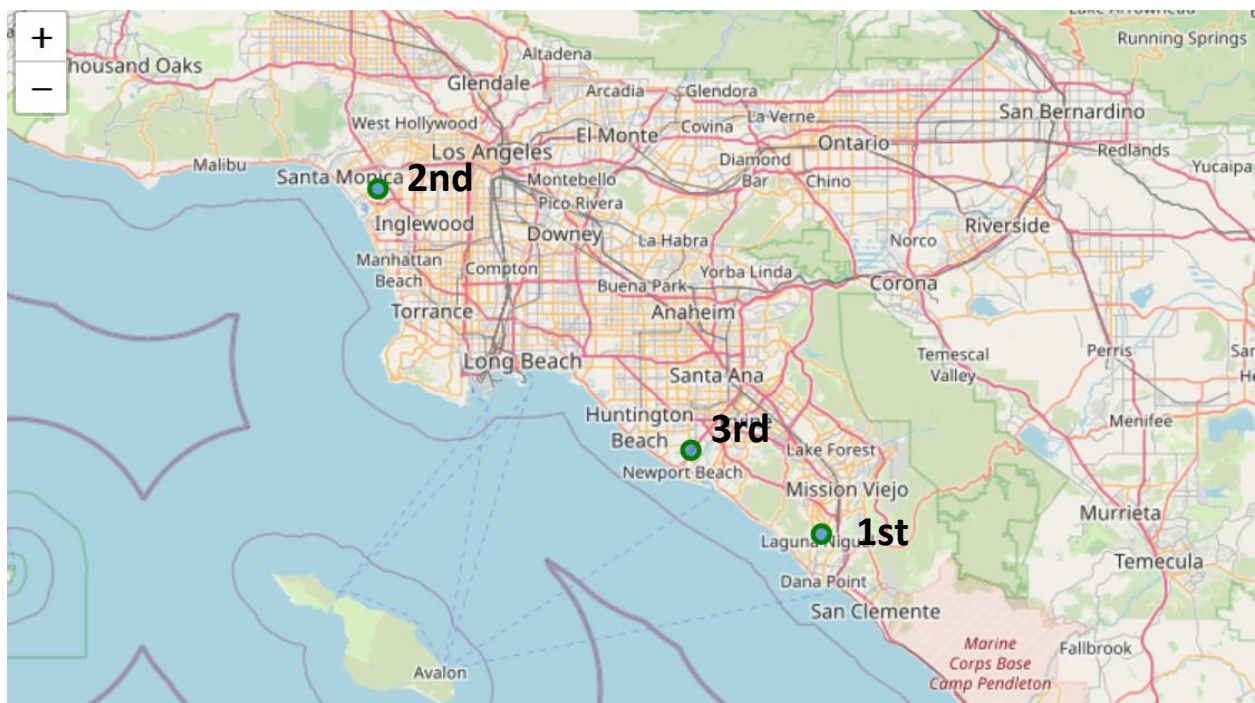 Lake Arrowhead
Running Springs
+
−
Thousand Oaks
Altadena
Glendale
Arcadia
Glendora
San Bernardino
West Hollywood
La Verne
El Monte
Covina
Los Angeles
Ontario
Redlands
Malibu
Diamond
Bar
Yucaipa
Santa Monica
2nd
Montebello
Chino
Pico Rivera
Inglewood
Downey
Riverside
La Habra
Norco
Manhattan
Beach
Compton
Yorba Linda
Buena Park
Corona
Torrance
Anaheim
Long Beach
Temescal
Valley
Perris
Santa Ana
Huntington
Beach
3rd
Menifee
Lake Forest
Newport Beach
Mission Viejo
Murrieta
1st
Laguna Niguel
Temecula
Dana Point
San Clemente
Avalon
Marine
Corps Base
Camp Pendleton
Fallbrook